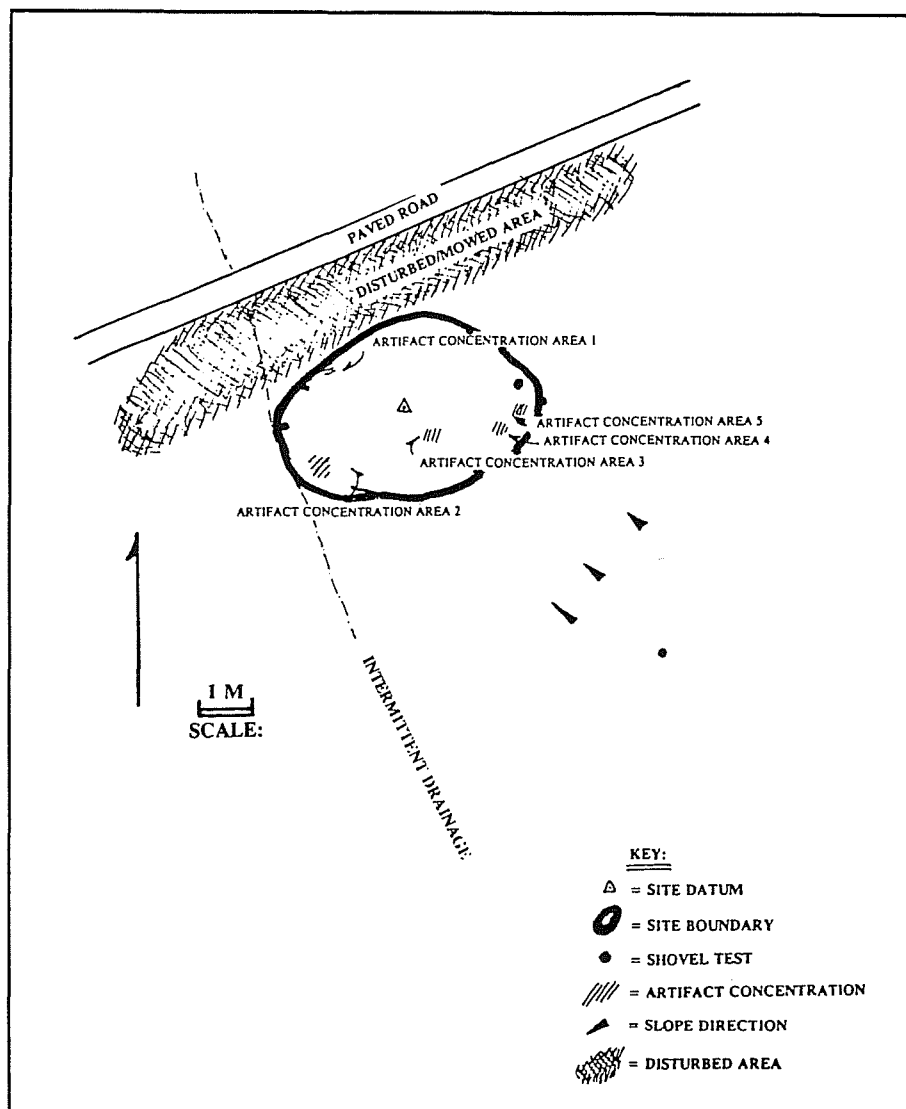 PAVED ROAD
DISTURBED/MOWED AREA
ARTIFACT CONCENTRATION AREA 1
ARTIFACT CONCENTRATION AREA 5
ARTIFACT CONCENTRATION AREA 4
ARTIFACT CONCENTRATION AREA 3
ARTIFACT CONCENTRATION AREA 2
1 M
SCALE:
INTERMITTENT DRAINAGE
KEY:
= SITE DATUM
= SITE BOUNDARY
= SHOVEL TEST
= ARTIFACT CONCENTRATION
= SLOPE DIRECTION
= DISTURBED AREA